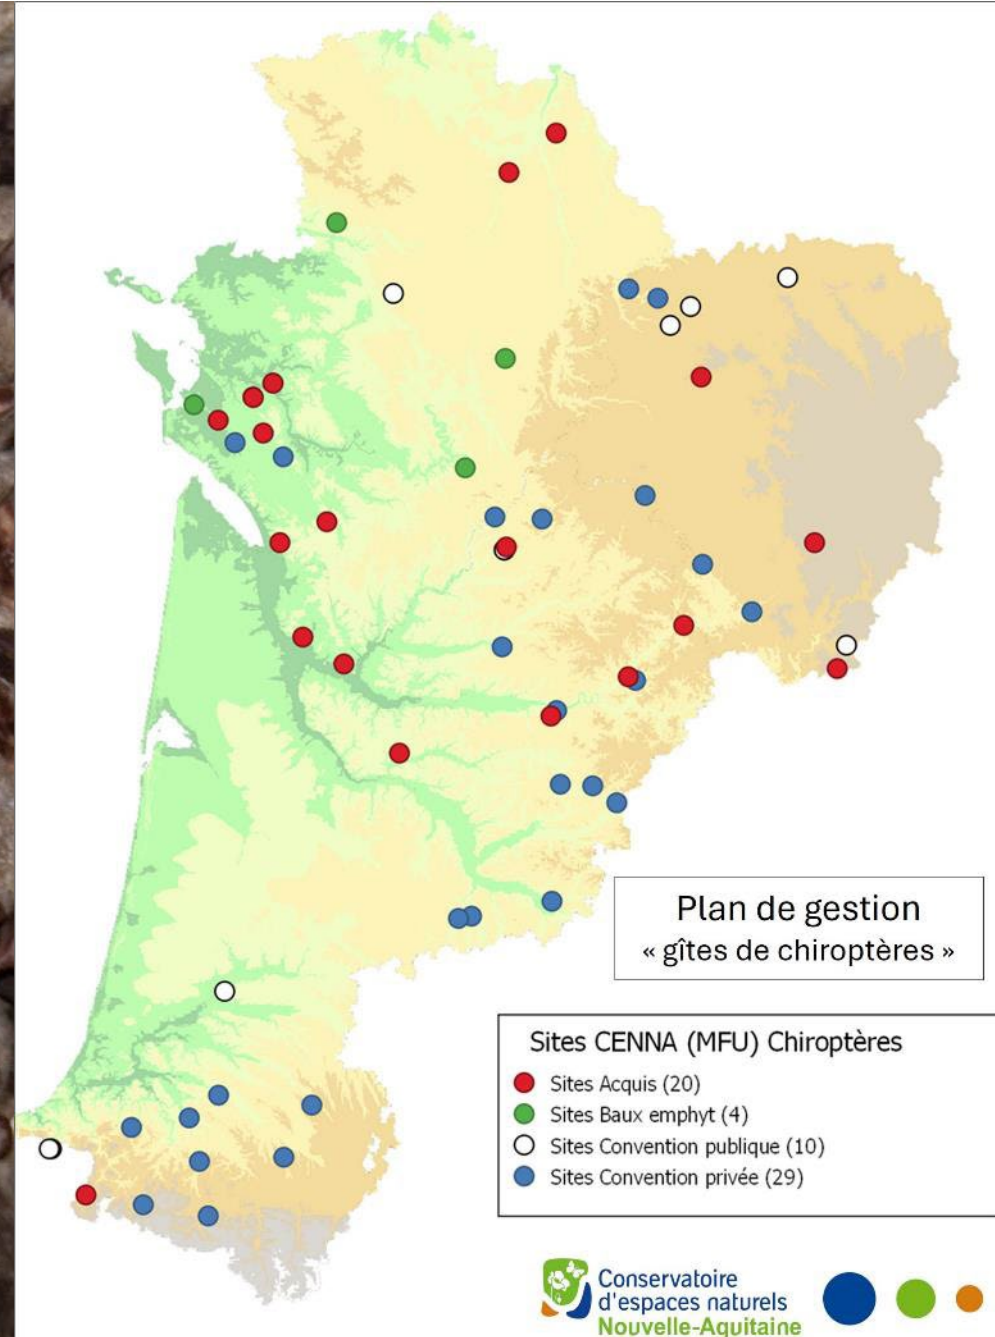 Plan de gestion
« gîtes de chiroptères »
Sites CENNA (MFU) Chiroptères
Sites Acquis (20)
Sites Baux emphyt (4)
Sites Convention publique (10)
Sites Convention privée (29)
Conservatoire
d'espaces naturels
Nouvelle-Aquitaine